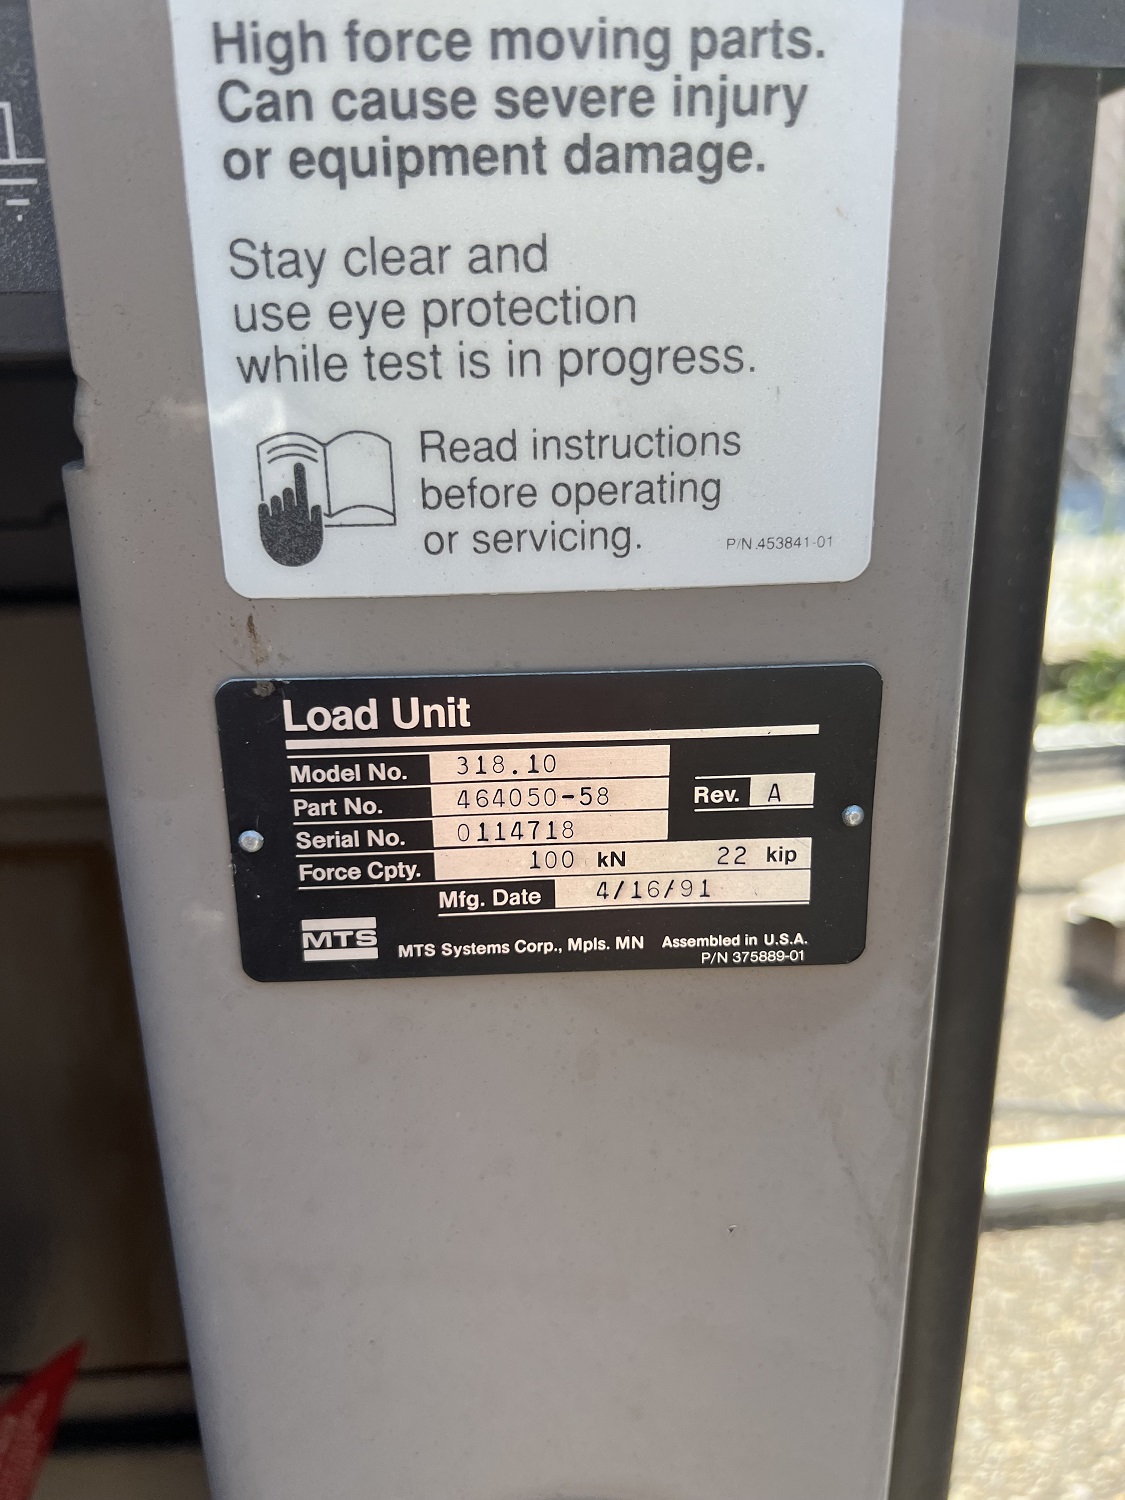 High force moving parts.
Can cause severe injury
or equipment damage.
Stay clear and
use eye protection
while test is in progress.
Read instructions
before operating
or servicing.
P/N 453841-01
Load Unit
Model No. 318.10
Part No. 464050-58
Rev. A
Serial No. 0114718
Force Cpty. 100 kN 22 kip
Mfg. Date 4/16/91
MTS
MTS Systems Corp., Mpls. MN Assembled in U.S.A.
P/N 375889-01